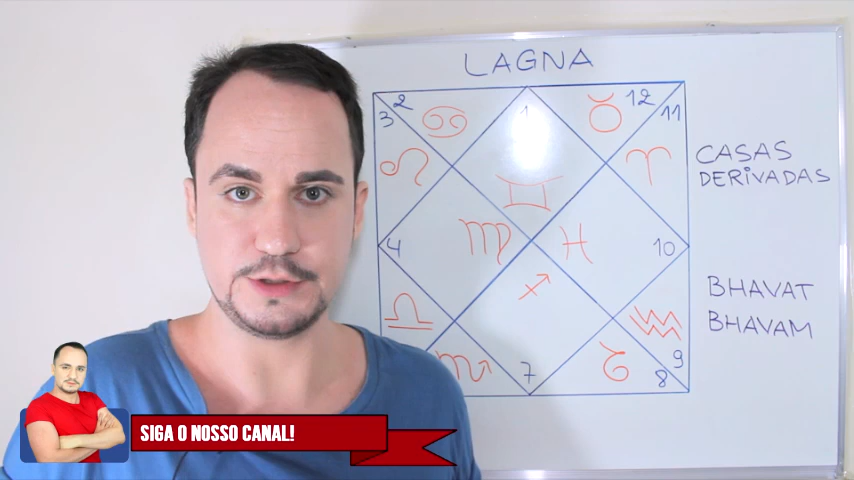 LAGNA
2
3
1
12
11
CASAS
DERIVADAS
4
10
BHAVAT
BHAVAM
7
9
8
SIGA O NOSSO CANAL!